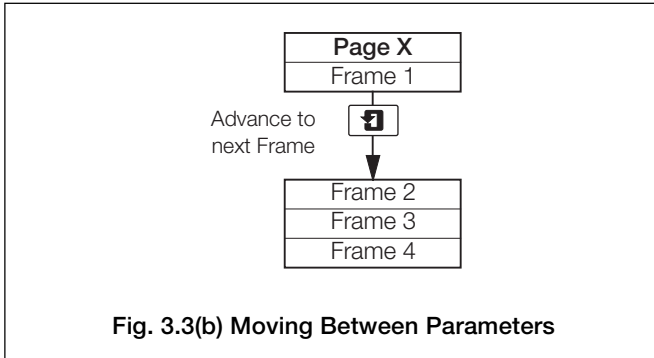 Page X
Frame 1
Advance to
next Frame
Frame 2
Frame 3
Frame 4
Fig. 3.3(b) Moving Between Parameters